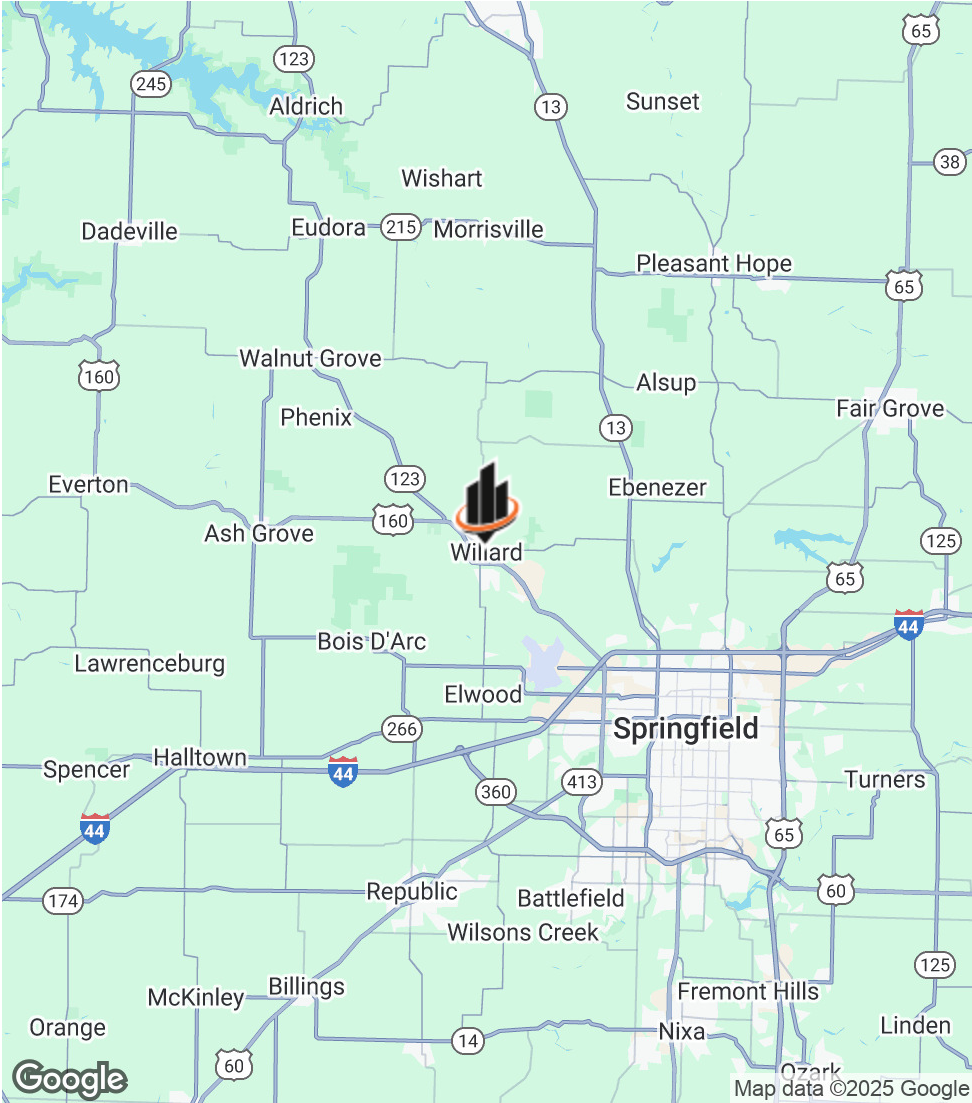 65
123
245
Aldrich
13
Sunset
38
Wishart
Dadeville
Eudora
215
Morrisville
Pleasant Hope
65
Walnut Grove
160
Alsup
Phenix
Fair Grove
13
123
Everton
Ebenezer
160
Ash Grove
125
Willard
65
44
Bois D'Arc
Lawrenceburg
Elwood
266
Springfield
Halltown
Spencer
44
413
Turners
360
44
65
Republic
60
174
Battlefield
Wilsons Creek
125
Billings
McKinley
Fremont Hills
Orange
Nixa
Linden
14
60
Ozark
Google
Map data ©2025 Google